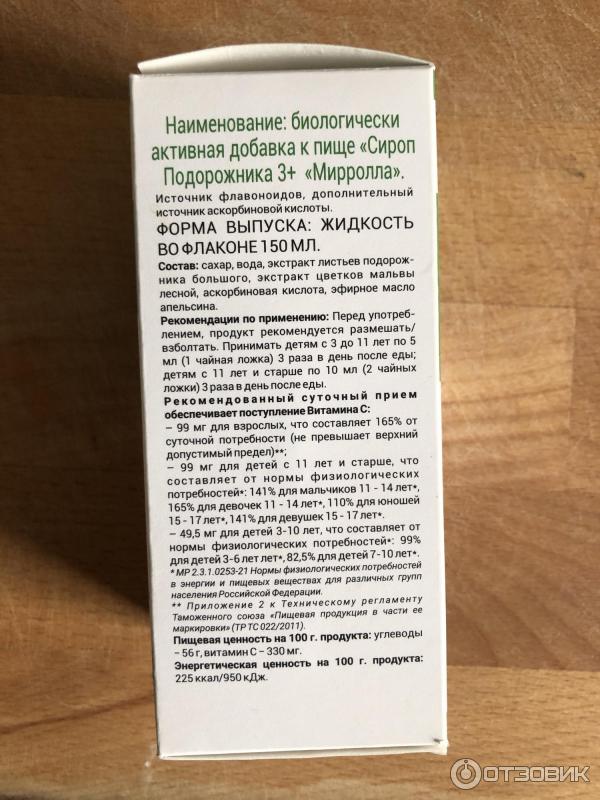 Наименование: биологически
активная добавка к пище «Сироп
Подорожника 3+ «Мирролла».
Источник флавоноидов, дополнительный
источник аскорбиновой кислоты.
ФОРМА ВЫПУСКА: ЖИДКОСТЬ
ВО ФЛАКОНЕ 150 МЛ.
Состав: сахар, вода, экстракт листьев подорож-
ника большого, экстракт цветков мальвы
лесной, аскорбиновая кислота, эфирное масло
апельсина.
Рекомендации по применению: Перед употреб-
лением, продукт рекомендуется размешать/
взболтать. Принимать детям с 3 до 11 лет по 5
мл (1 чайная ложка) 3 раза в день после еды;
детям с 11 лет и старше по 10 мл (2 чайных
ложки) 3 раза в день после еды.
Рекомендованный суточный прием
обеспечивает поступление Витамина С:
– 99 мг для взрослых, что составляет 165% от
суточной потребности (не превышает верхний
допустимый предел)**;
– 99 мг для детей с 11 лет и старше, что
составляет от нормы физиологических
потребностей*: 141% для мальчиков 11 - 14 лет*,
165% для девочек 11 - 14 лет*, 110% для юношей
15 - 17 лет*, 141% для девушек 15 - 17 лет*.
– 49,5 мг для детей 3-10 лет, что составляет от
нормы физиологических потребностей*: 99%
для детей 3-6 лет лет*, 82,5% для детей 7-10 лет*.
* МР 2.3.1.0253-21 Нормы физиологических потребностей
в энергии и пищевых веществах для различных групп
населения Российской Федерации.
** Приложение 2 к Техническому регламенту
Таможенного союза «Пищевая продукция в части ее
маркировки» (ТР ТС 022/2011).
Пищевая ценность на 100 г. продукта: углеводы
– 56 г, витамин С – 330 мг.
Энергетическая ценность на 100 г. продукта:
225 ккал/950 кДж.
ОТЗОВИК